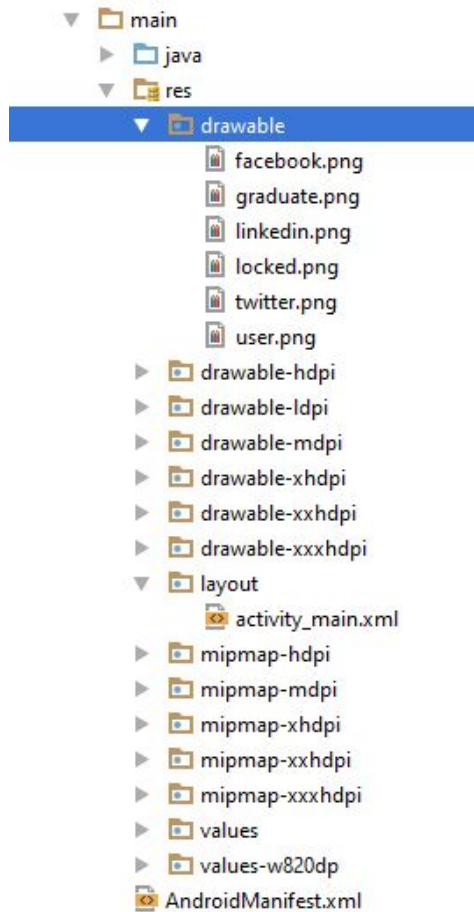 main
java
res
drawable
facebook.png
graduate.png
linkedin.png
locked.png
twitter.png
user.png
drawable-hdpi
drawable-ldpi
drawable-mdpi
drawable-xhdpi
drawable-xxhdpi
drawable-xxxhdpi
layout
activity_main.xml
mipmap-hdpi
mipmap-mdpi
mipmap-xhdpi
mipmap-xxhdpi
mipmap-xxxhdpi
values
values-w820dp
AndroidManifest.xml